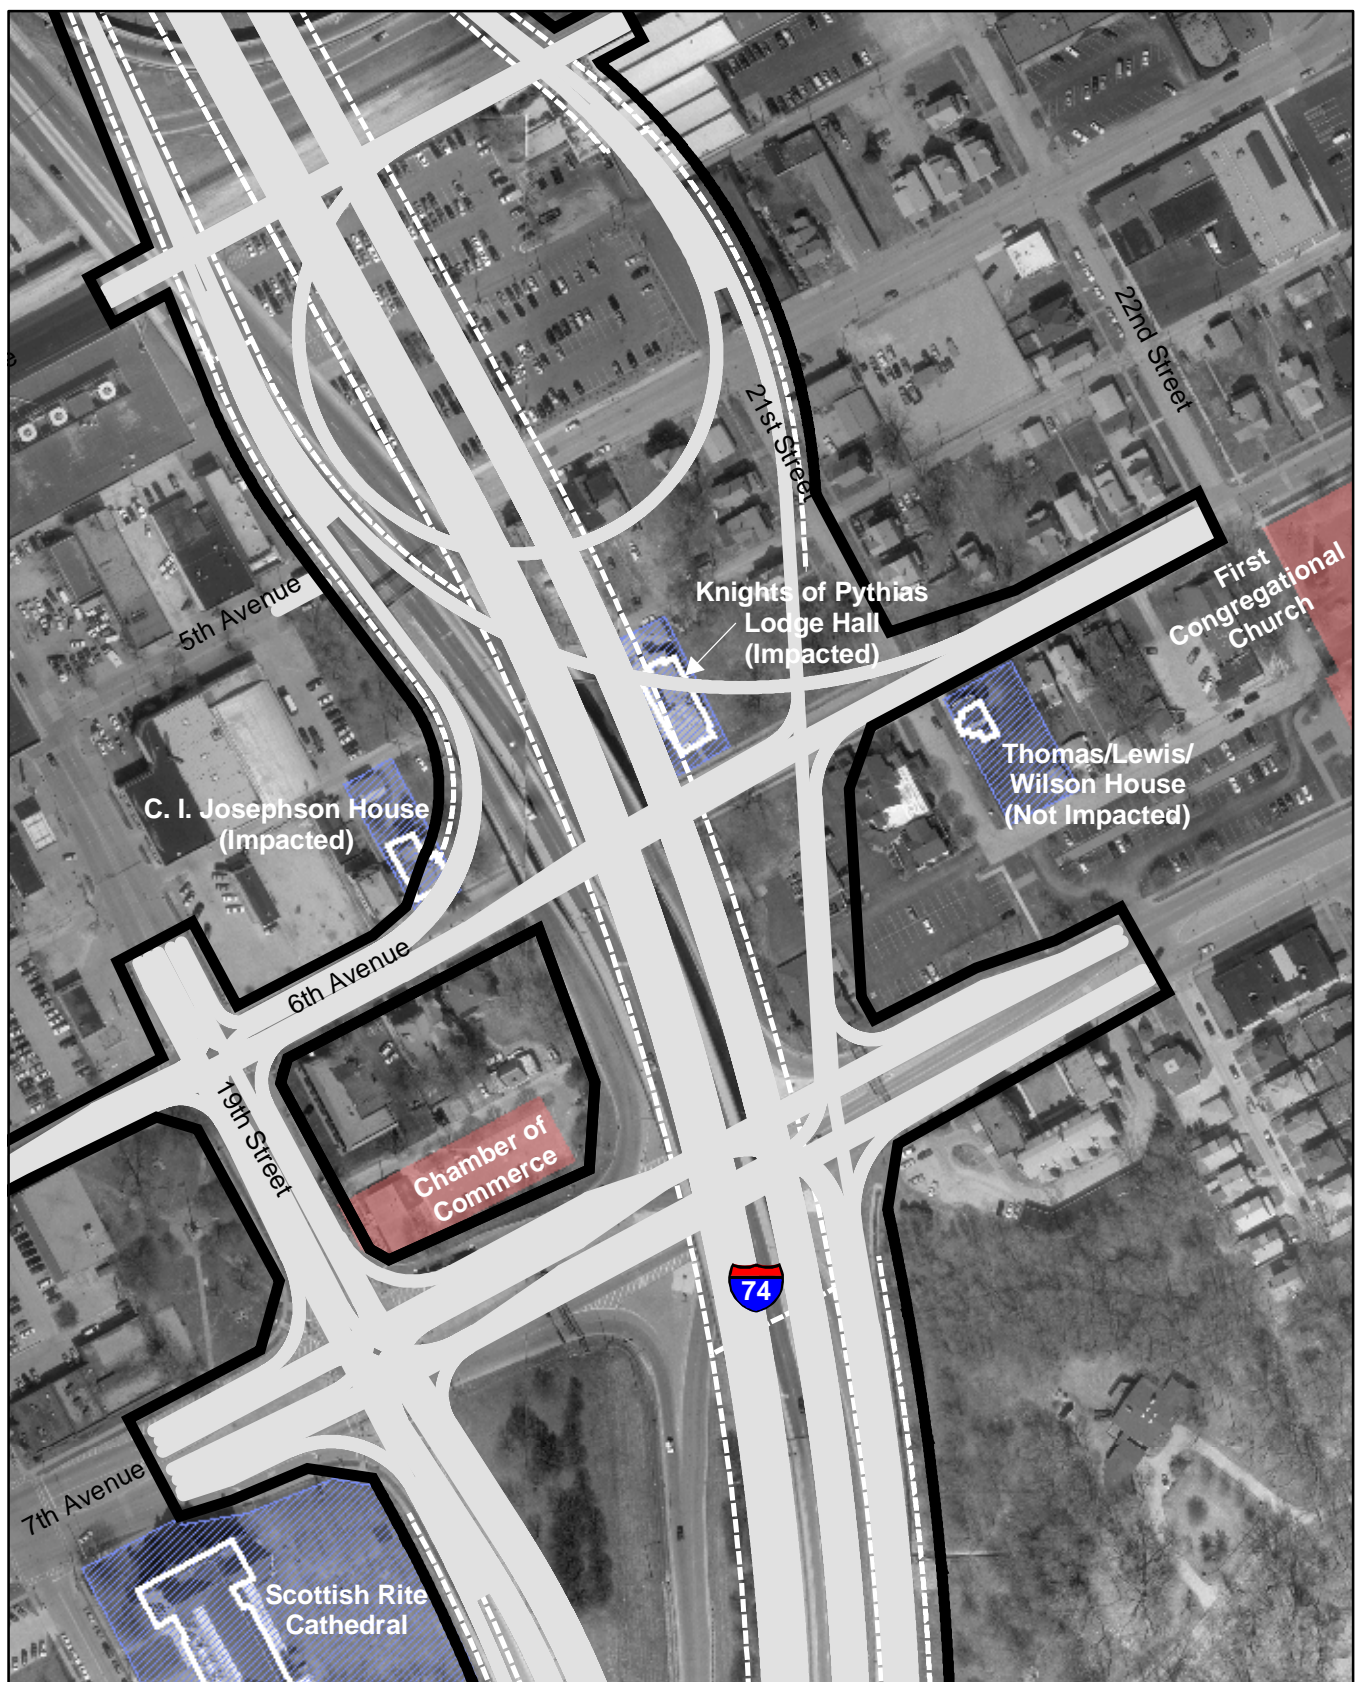 22nd Street
21st Street
5th Avenue
Knights of Pythias
Lodge Hall
(Impacted)
First
Congregational
Church
Thomas/Lewis/
Wilson House
(Not Impacted)
C. I. Josephson House
(Impacted)
6th Avenue
19th Street
Chamber of
Commerce
74
7th Avenue
Scottish Rite
Cathedral